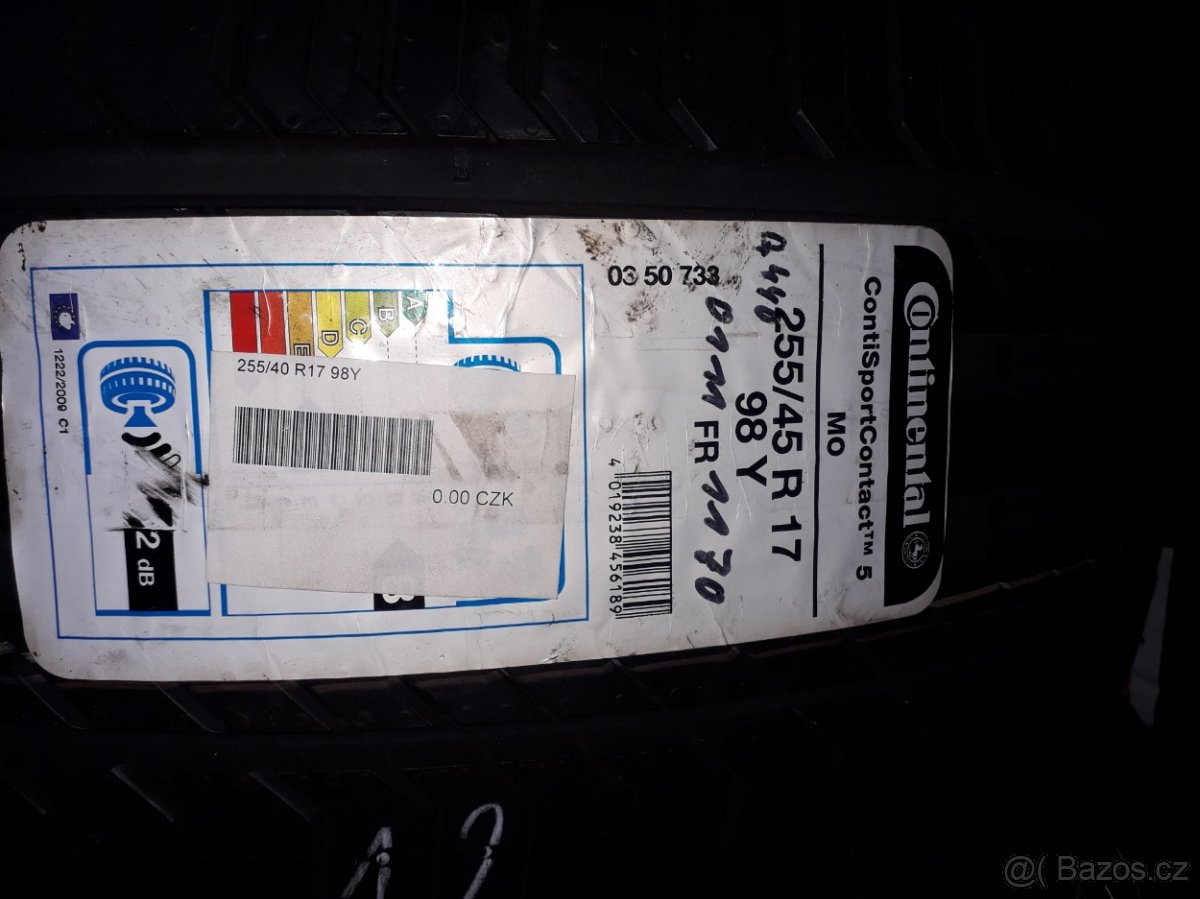 Continental
ContiSportContact™ 5
MO
255/45 R 17
98 Y
FR
03 50 733
4 019238 456189
A
B
C
D
E
255/40 R17 98Y
0.00 CZK
B
2 dB
1222/2009 C1
@( Bazos.cz